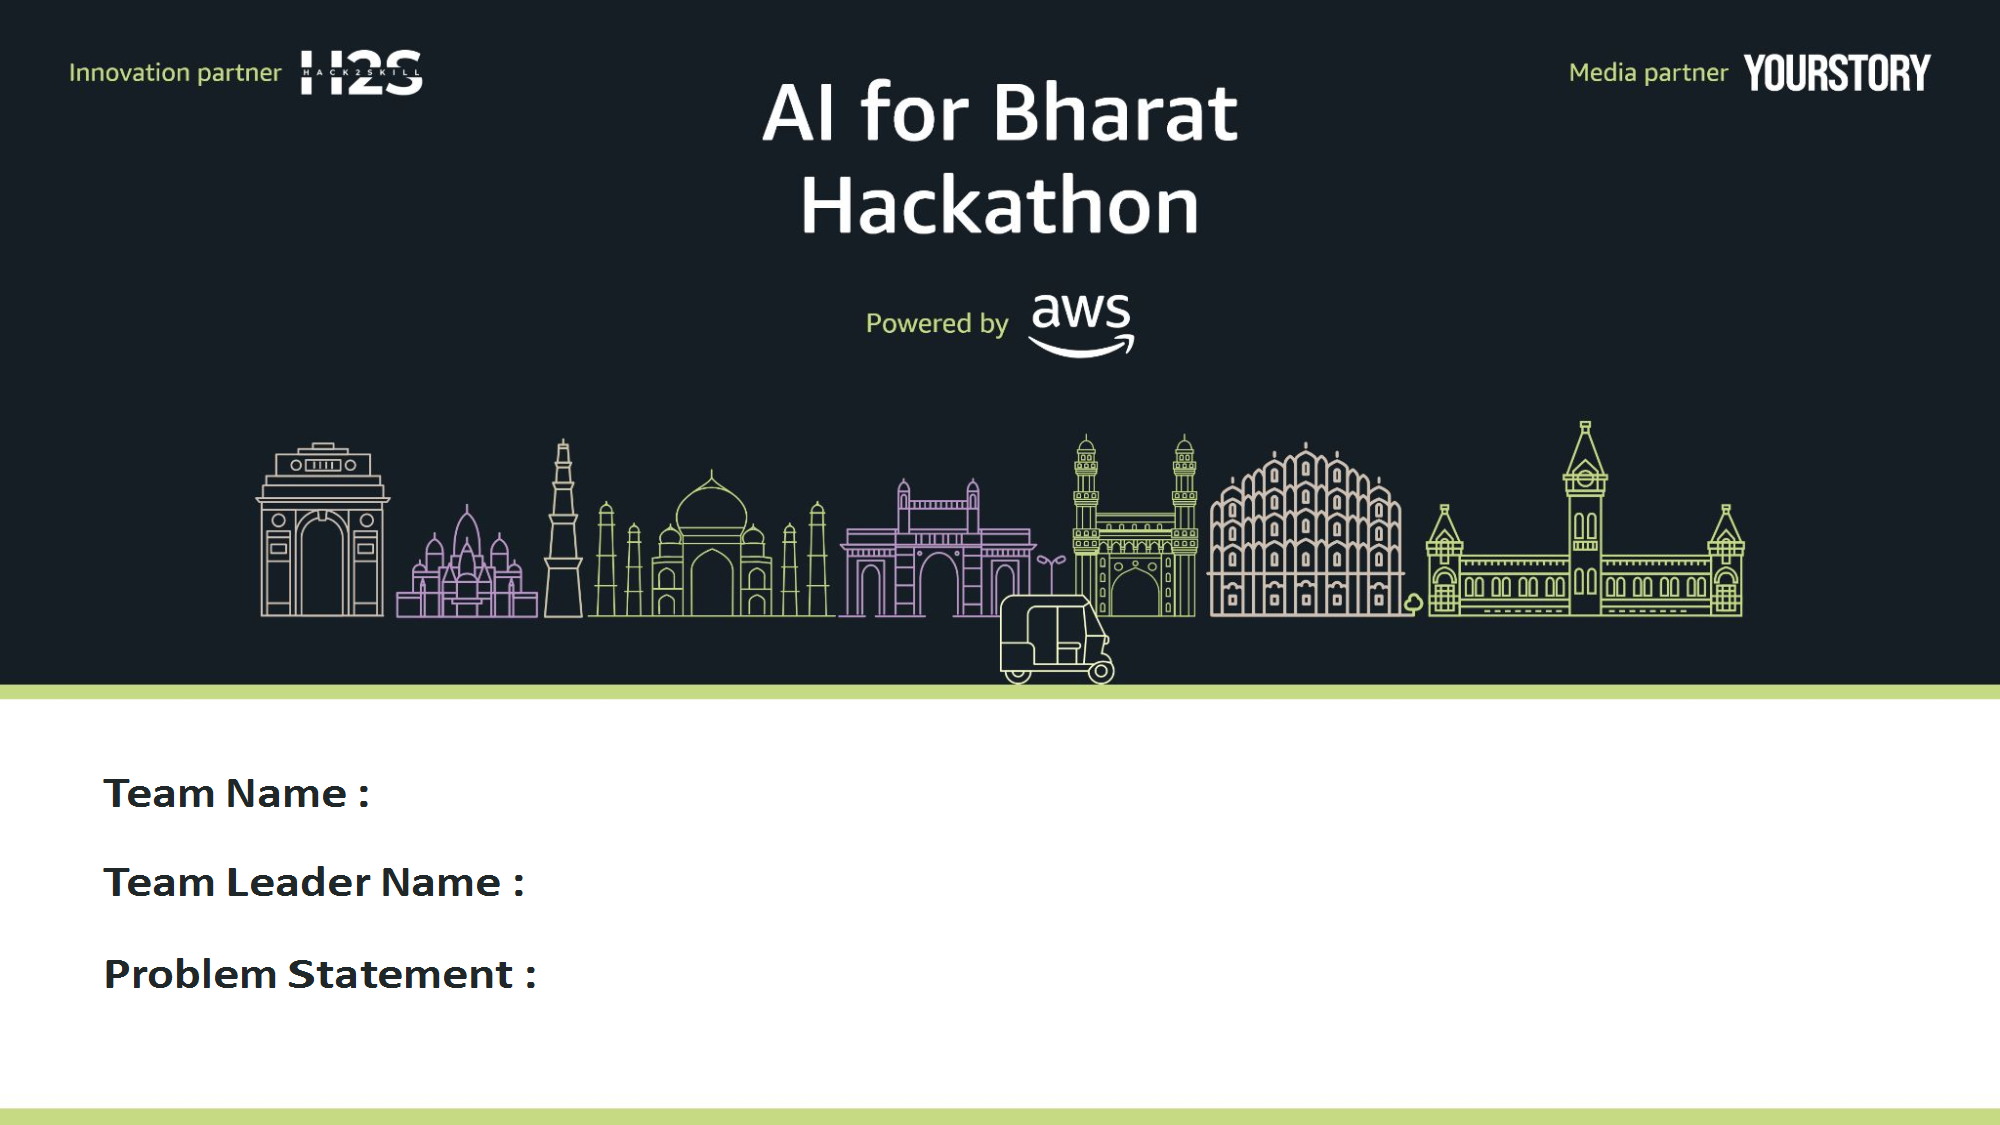 Innovation partner H2S
HACK2SKILL
Media partner YOURSTORY
AI for Bharat
Hackathon
Powered by aws
Team Name :
Team Leader Name :
Problem Statement :